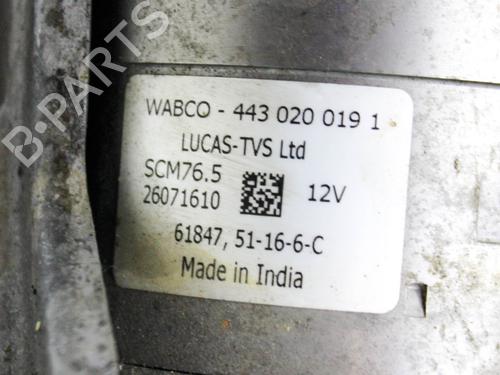 B-PARTS
WABCO - 443 020 019 1
LUCAS-TVS Ltd
SCM76.5
26071610
12V
61847, 51-16-6-C
Made in India